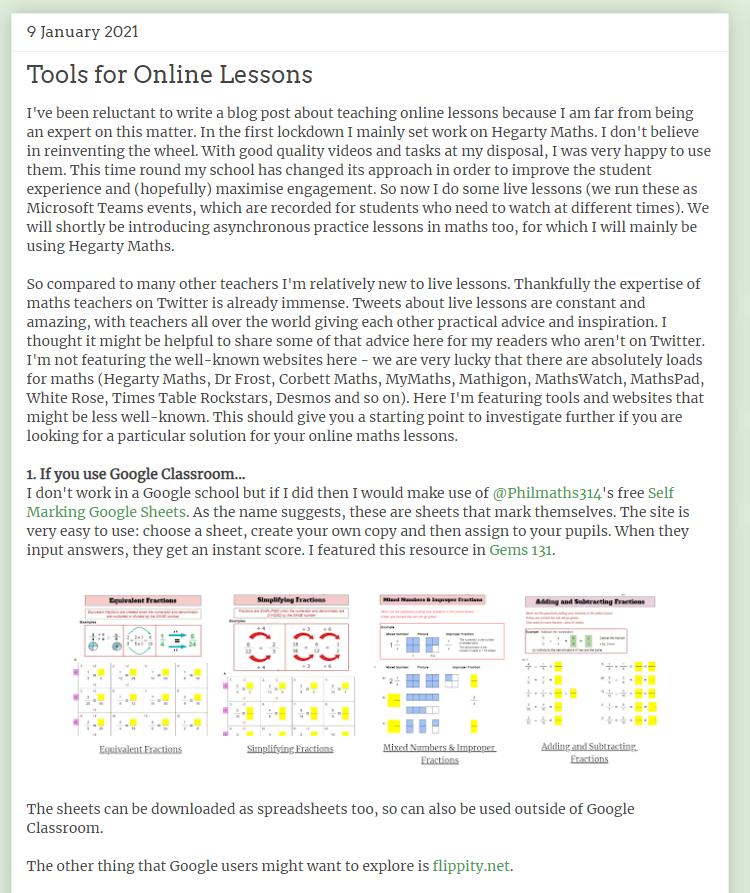 9 January 2021
Tools for Online Lessons
I've been reluctant to write a blog post about teaching online lessons because I am far from being
an expert on this matter. In the first lockdown I mainly set work on Hegarty Maths. I don't believe
in reinventing the wheel. With good quality videos and tasks at my disposal, I was very happy to use
them. This time round my school has changed its approach in order to improve the student
experience and (hopefully) maximise engagement. So now I do some live lessons (we run these as
Microsoft Teams events, which are recorded for students who need to watch at different times). We
will shortly be introducing asynchronous practice lessons in maths too, for which I will mainly be
using Hegarty Maths.
So compared to many other teachers I'm relatively new to live lessons. Thankfully the expertise of
maths teachers on Twitter is already immense. Tweets about live lessons are constant and
amazing, with teachers all over the world giving each other practical advice and inspiration. I
thought it might be helpful to share some of that advice here for my readers who aren't on Twitter.
I'm not featuring the well-known websites here - we are very lucky that there are absolutely loads
for maths (Hegarty Maths, Dr Frost, Corbett Maths, MyMaths, Mathigon, MathsWatch, MathsPad,
White Rose, Times Table Rockstars, Desmos and so on). Here I'm featuring tools and websites that
might be less well-known. This should give you a starting point to investigate further if you are
looking for a particular solution for your online maths lessons.
1. If you use Google Classroom...
I don't work in a Google school but if I did then I would make use of @Philmaths314's free Self
Marking Google Sheets. As the name suggests, these are sheets that mark themselves. The site is
very easy to use: choose a sheet, create your own copy and then assign to your pupils. When they
input answers, they get an instant score. I featured this resource in Gems 131.
Equivalent Fractions
Simplifying Fractions
Mixed Numbers & Improper Fractions
Adding and Subtracting Fractions
Equivalent Fractions
Simplifying Fractions
Mixed Numbers & Improper
Fractions
Adding and Subtracting
Fractions
The sheets can be downloaded as spreadsheets too, so can also be used outside of Google
Classroom.
The other thing that Google users might want to explore is flippity.net.